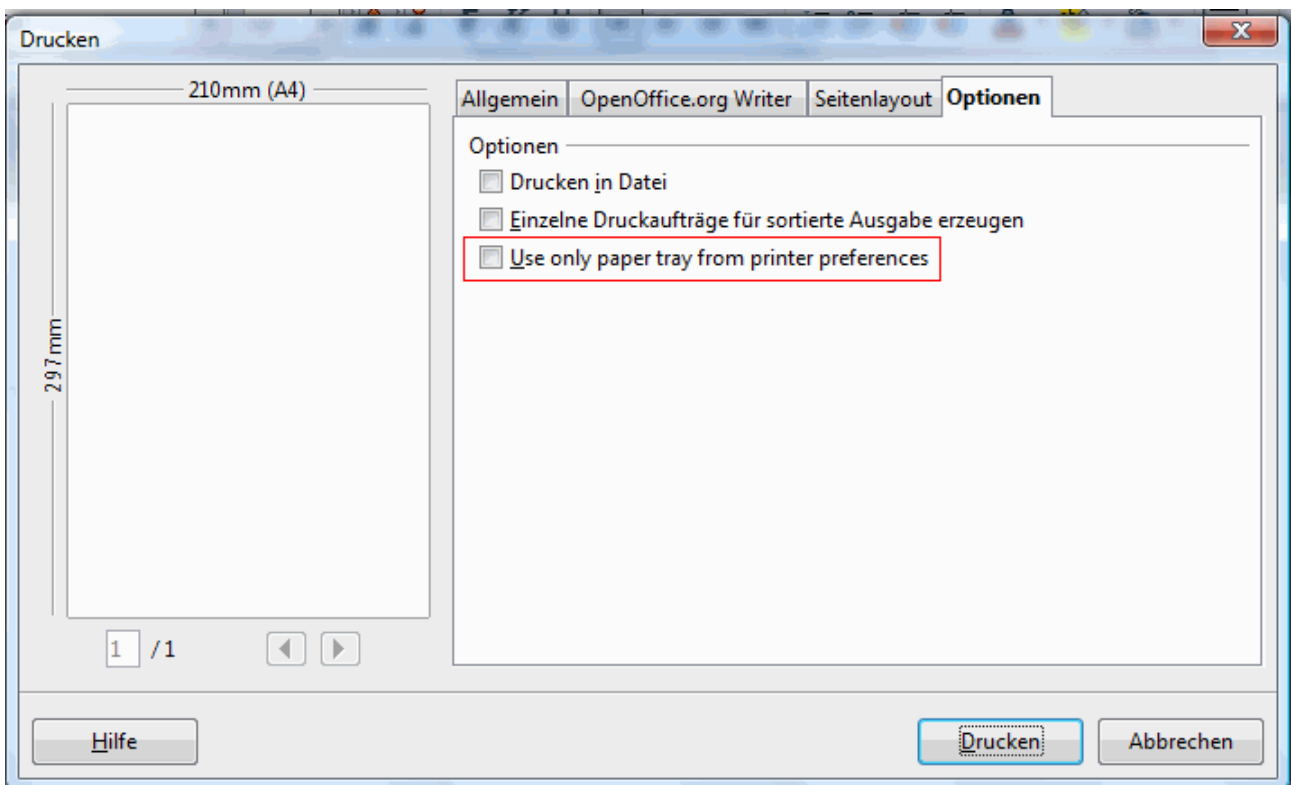 Drucken
210mm (A4)
297mm
1 / 1
Allgemein OpenOffice.org Writer Seitenlayout Optionen
Optionen
Drucken in Datei
Einzelne Druckaufträge für sortierte Ausgabe erzeugen
Use only paper tray from printer preferences
Hilfe Drucken Abbrechen